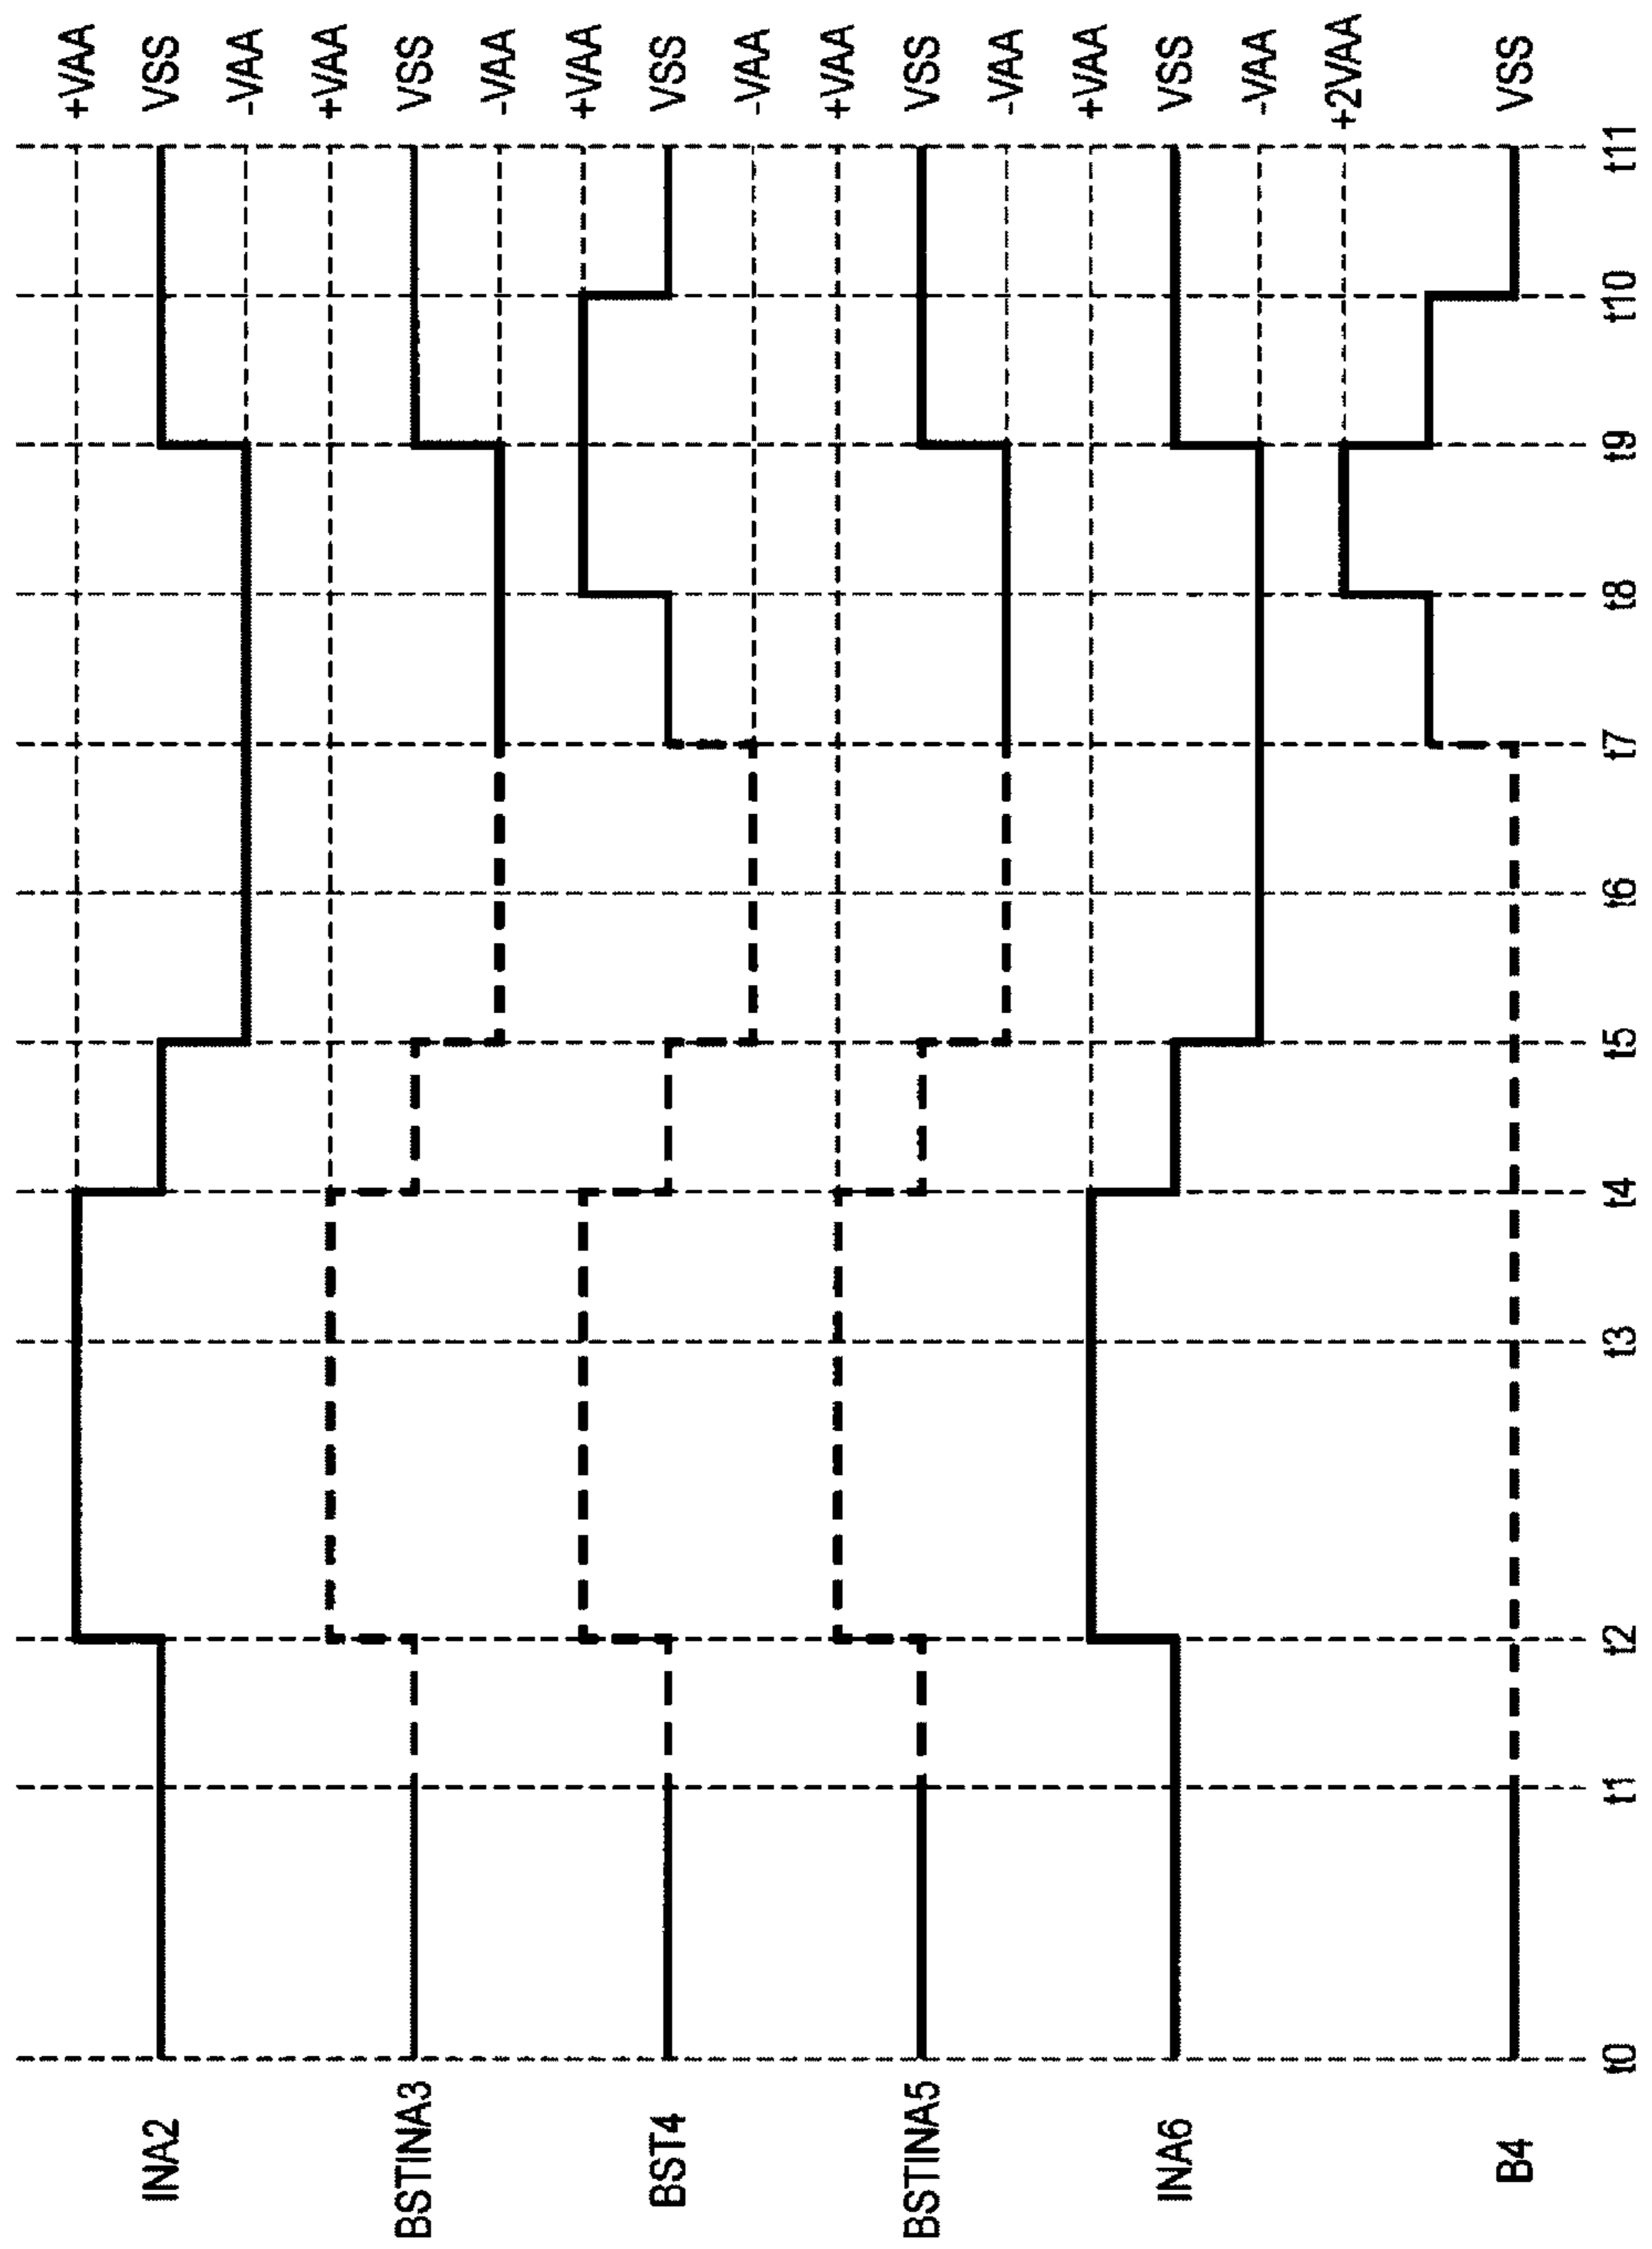 INA2
+VAA
VSS
-VAA
BSTINA3
+VAA
VSS
-VAA
BST4
+VAA
VSS
-VAA
BSTINA5
+VAA
VSS
-VAA
INA6
+VAA
VSS
-VAA
B4
+2VAA
VSS
t0 t1 t2 t3 t4 t5 t6 t7 t8 t9 t10 t11